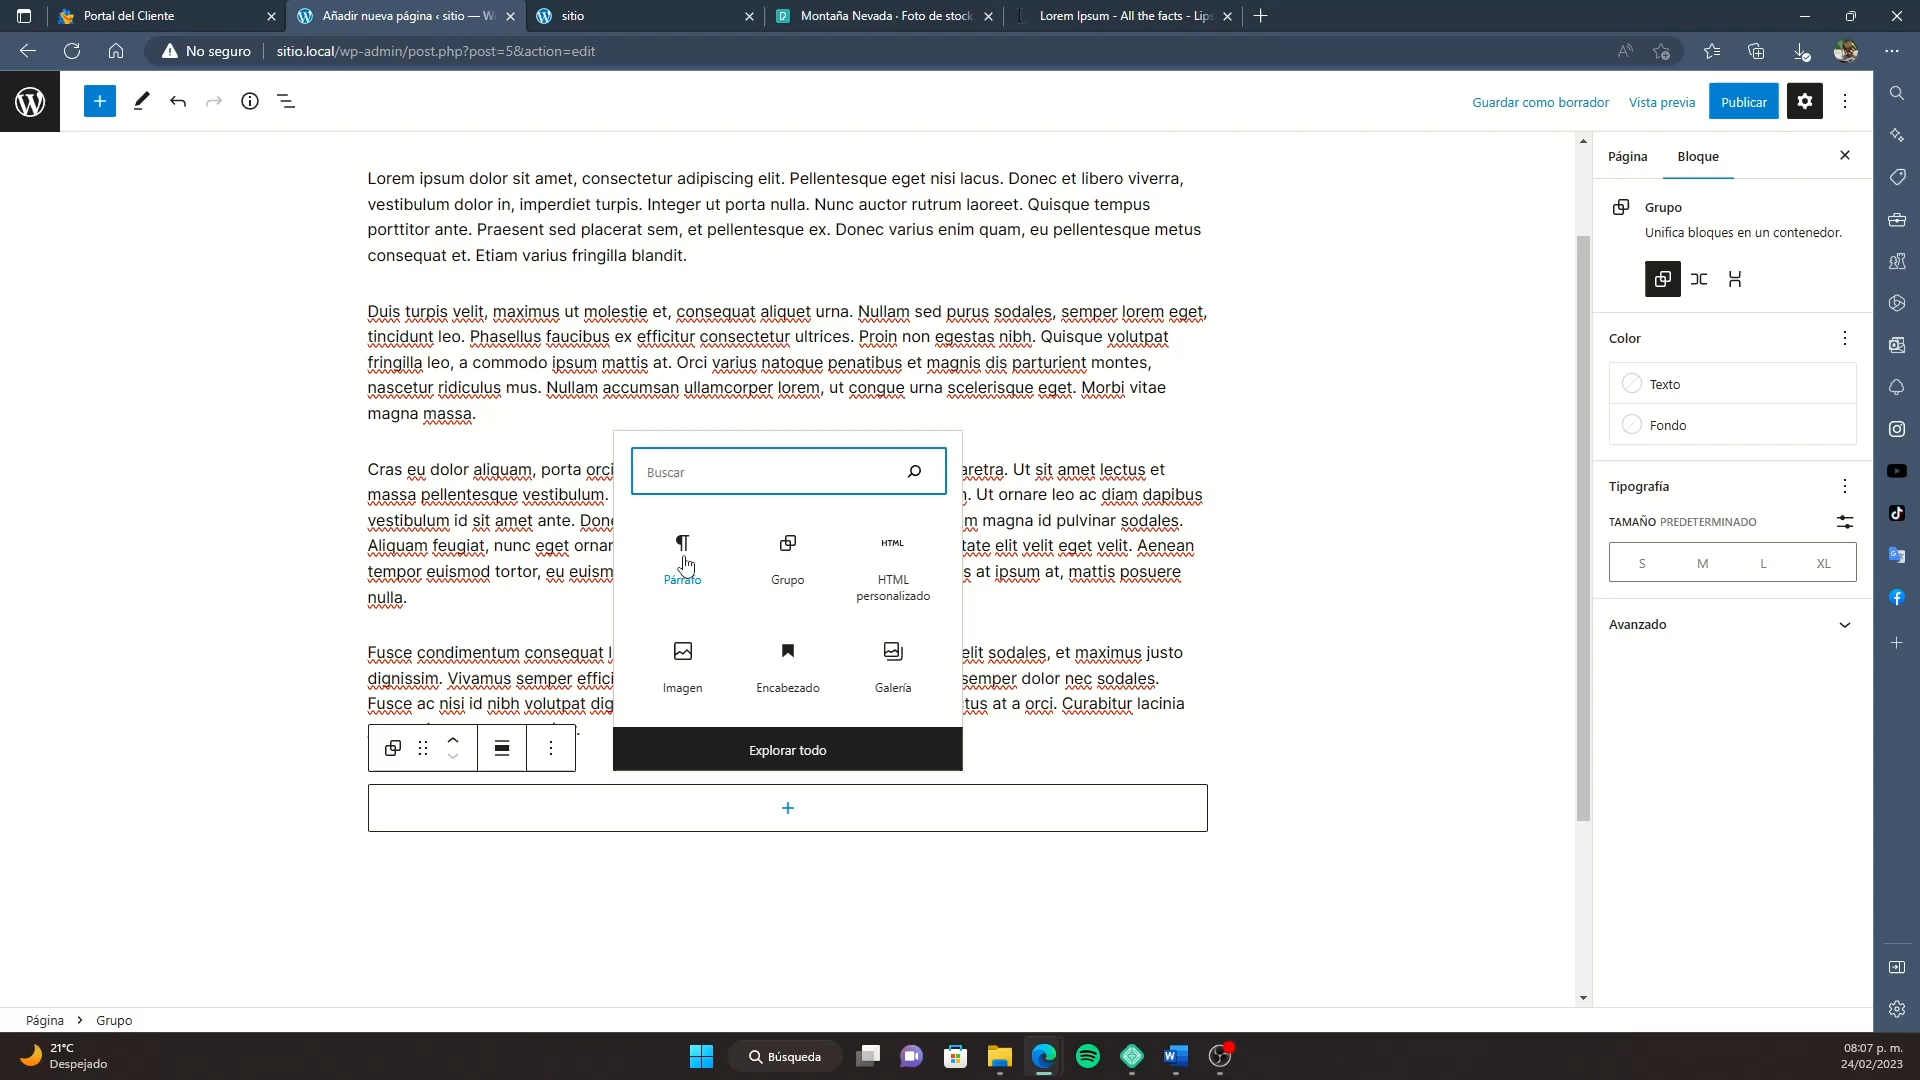 Portal del Cliente
Añadir nueva página ‹ sitio — W
sitio
Montaña Nevada · Foto de stock
Lorem Ipsum - All the facts - Lips
No seguro
sitio.local/wp-admin/post.php?post=5&action=edit
Guardar como borrador
Vista previa
Publicar
Lorem ipsum dolor sit amet, consectetur adipiscing elit. Pellentesque eget nisi lacus. Donec et libero viverra,
vestibulum dolor in, imperdiet turpis. Integer ut porta nulla. Nunc auctor rutrum laoreet. Quisque tempus
porttitor ante. Praesent sed placerat sem, et pellentesque ex. Donec varius enim quam, eu pellentesque metus
consequat et. Etiam varius fringilla blandit.
Duis turpis velit, maximus ut molestie et, consequat aliquet urna. Nullam sed purus sodales, semper lorem eget,
tincidunt leo. Phasellus faucibus ex efficitur consectetur ultrices. Proin non egestas nibh. Quisque volutpat
fringilla leo, a commodo ipsum mattis at. Orci varius natoque penatibus et magnis dis parturient montes,
nascetur ridiculus mus. Nullam accumsan ullamcorper lorem, ut congue urna scelerisque eget. Morbi vitae
magna massa.
Cras eu dolor aliquam, porta orci aretra. Ut sit amet lectus et
massa pellentesque vestibulum. . Ut ornare leo ac diam dapibus
vestibulum id sit amet ante. Done m magna id pulvinar sodales.
Aliquam feugiat, nunc eget ornar tate elit velit eget velit. Aenean
tempor euismod tortor, eu euism s at ipsum at, mattis posuere
nulla.
Fusce condimentum consequat l elit sodales, et maximus justo
dignissim. Vivamus semper effici semper dolor nec sodales.
Fusce ac nisi id nibh volutpat dig tus at a orci. Curabitur lacinia
Buscar
Párrafo
Grupo
HTML
HTML
personalizado
Imagen
Encabezado
Galería
Explorar todo
Página
Bloque
Grupo
Unifica bloques en un contenedor.
Color
Texto
Fondo
Tipografía
TAMAÑO PREDETERMINADO
S
M
L
XL
Avanzado
Página › Grupo
21°C
Despejado
Búsqueda
08:07 p. m.
24/02/2023